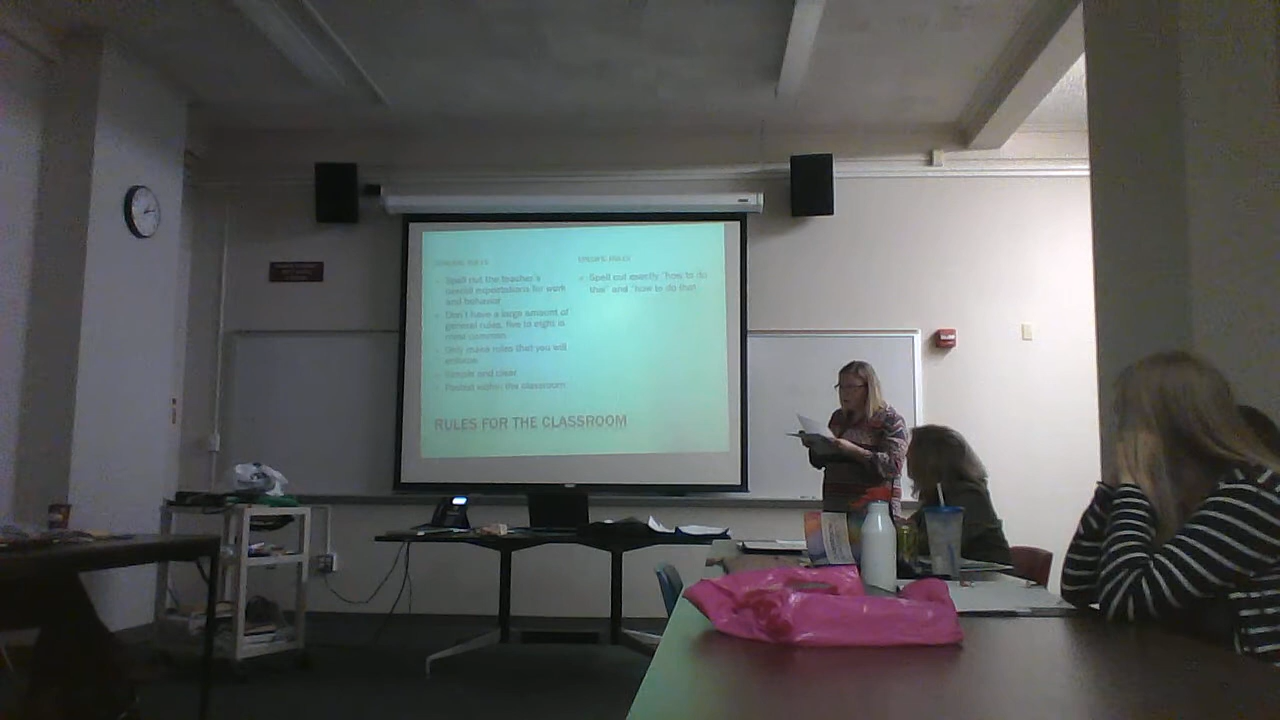 GENERAL RULES
Spell out the teacher's
overall expectations for work
and behavior
Don't have a large amount of
general rules, five to eight is
most common
Only make rules that you will
enforce
Simple and clear
Posted within the classroom
SPECIFIC RULES
Spell out exactly "how to do
this" and "how to do that
RULES FOR THE CLASSROOM